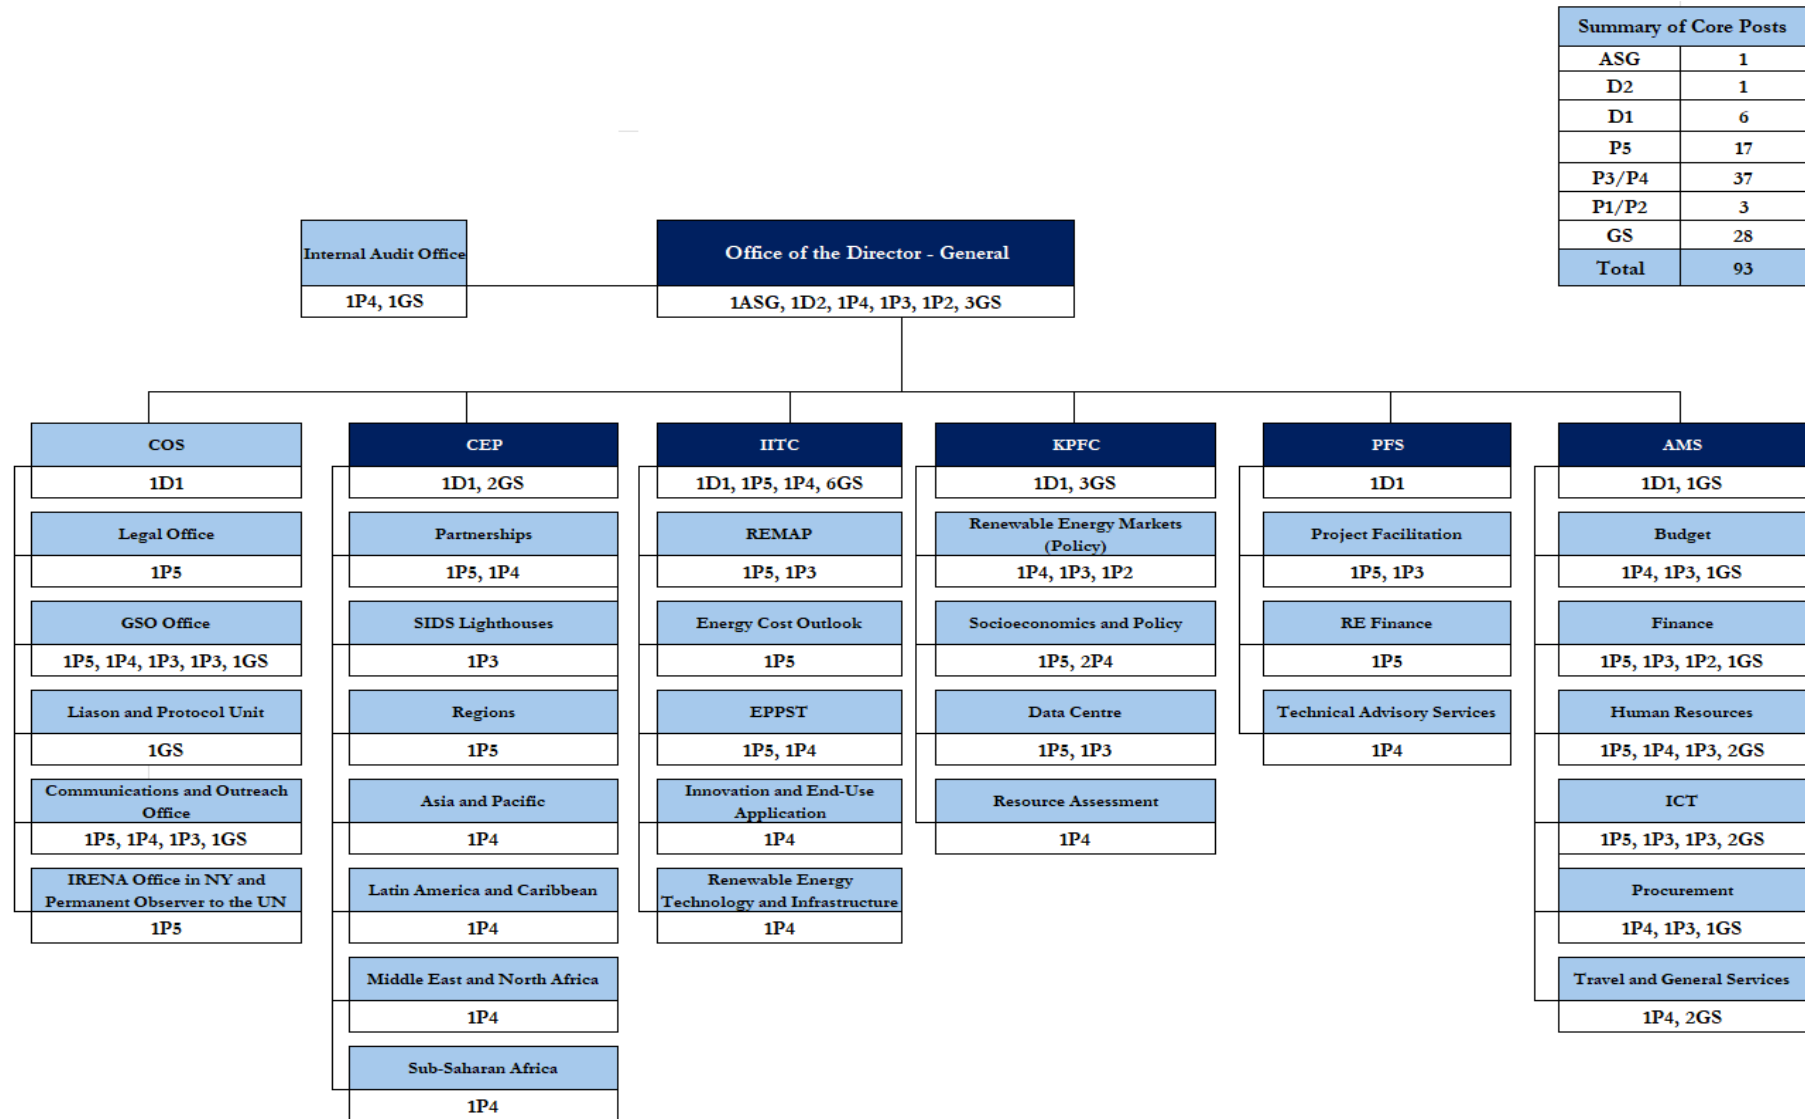 Summary of Core Posts
ASG 1
D2 1
D1 6
P5 17
P3/P4 37
P1/P2 3
GS 28
Total 93
Internal Audit Office
1P4, 1GS
Office of the Director - General
1ASG, 1D2, 1P4, 1P3, 1P2, 3GS
COS
1D1
Legal Office
1P5
GSO Office
1P5, 1P4, 1P3, 1P3, 1GS
Liason and Protocol Unit
1GS
Communications and Outreach
Office
1P5, 1P4, 1P3, 1GS
IRENA Office in NY and
Permanent Observer to the UN
1P5
CEP
1D1, 2GS
Partnerships
1P5, 1P4
SIDS Lighthouses
1P3
Regions
1P5
Asia and Pacific
1P4
Latin America and Caribbean
1P4
Middle East and North Africa
1P4
Sub-Saharan Africa
1P4
IITC
1D1, 1P5, 1P4, 6GS
REMAP
1P5, 1P3
Energy Cost Outlook
1P5
EPPST
1P5, 1P4
Innovation and End-Use
Application
1P4
Renewable Energy
Technology and Infrastructure
1P4
KPFC
1D1, 3GS
Renewable Energy Markets
(Policy)
1P4, 1P3, 1P2
Socioeconomics and Policy
1P5, 2P4
Data Centre
1P5, 1P3
Resource Assessment
1P4
PFS
1D1
Project Facilitation
1P5, 1P3
RE Finance
1P5
Technical Advisory Services
1P4
AMS
1D1, 1GS
Budget
1P4, 1P3, 1GS
Finance
1P5, 1P3, 1P2, 1GS
Human Resources
1P5, 1P4, 1P3, 2GS
ICT
1P5, 1P3, 1P3, 2GS
Procurement
1P4, 1P3, 1GS
Travel and General Services
1P4, 2GS